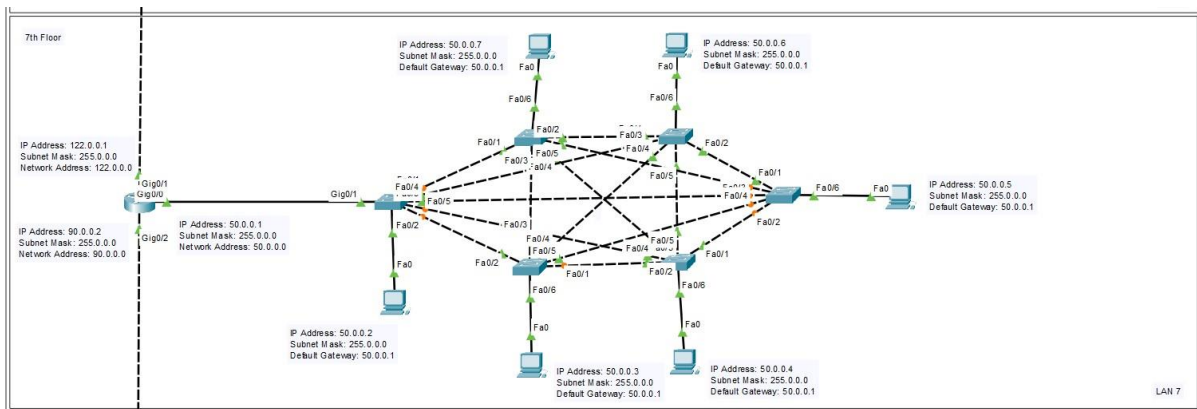 7th Floor
IP Address: 50.0.0.7
Subnet Mask: 255.0.0.0
Default Gateway: 50.0.0.1
Fa0
Fa0/6
IP Address: 50.0.0.6
Subnet Mask: 255.0.0.0
Default Gateway: 50.0.0.1
Fa0
Fa0/6
IP Address: 122.0.0.1
Subnet Mask: 255.0.0.0
Network Address: 122.0.0.0
Gig0/1
Gig0/0
Gig0/2
IP Address: 90.0.0.2
Subnet Mask: 255.0.0.0
Network Address: 90.0.0.0
IP Address: 50.0.0.1
Subnet Mask: 255.0.0.0
Network Address: 50.0.0.0
Gig0/1
Fa0/4
Fa0/5
Fa0/2
Fa0/3
Fa0/2
Fa0
IP Address: 50.0.0.2
Subnet Mask: 255.0.0.0
Default Gateway: 50.0.0.1
Fa0/1
Fa0/2
Fa0/5
Fa0/3
Fa0/4
Fa0/3
Fa0/4
Fa0/2
Fa0/5
Fa0/1
Fa0/4
Fa0/2
Fa0/6
Fa0
IP Address: 50.0.0.5
Subnet Mask: 255.0.0.0
Default Gateway: 50.0.0.1
Fa0/4
Fa0/5
Fa0/1
Fa0/6
Fa0
IP Address: 50.0.0.3
Subnet Mask: 255.0.0.0
Default Gateway: 50.0.0.1
Fa0/5
Fa0/4
Fa0/2
Fa0/1
Fa0/6
Fa0
IP Address: 50.0.0.4
Subnet Mask: 255.0.0.0
Default Gateway: 50.0.0.1
LAN 7